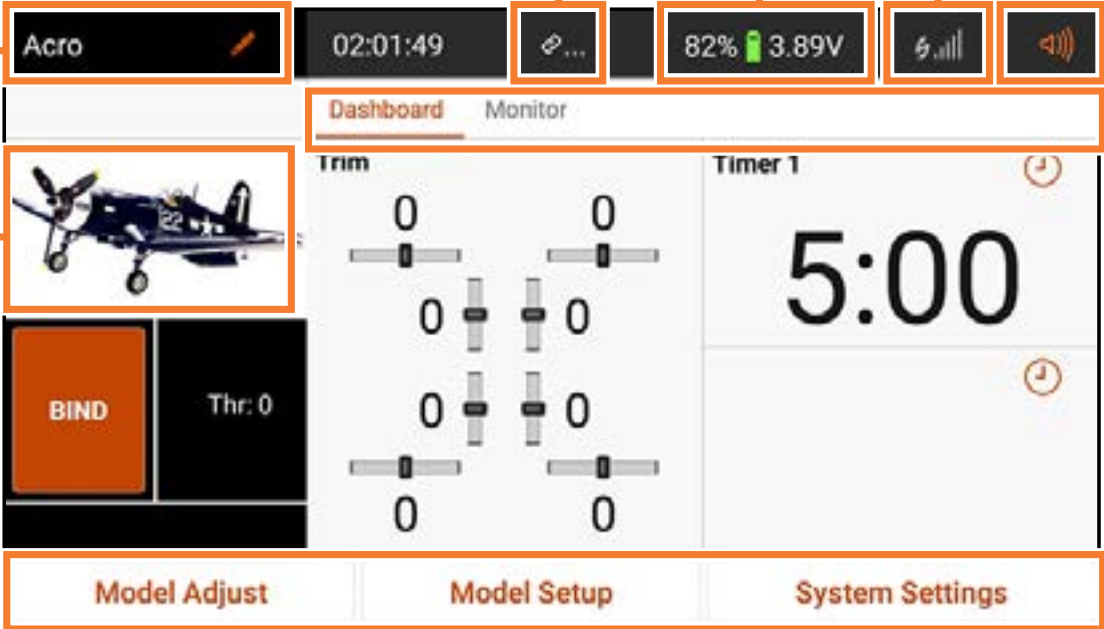 Acro 02:01:49 ... 82% 3.89V
Dashboard Monitor
Trim Timer 1
0 0
5:00
0 0
22
BIND Thr: 0
0 0
0 0
Model Adjust Model Setup System Settings